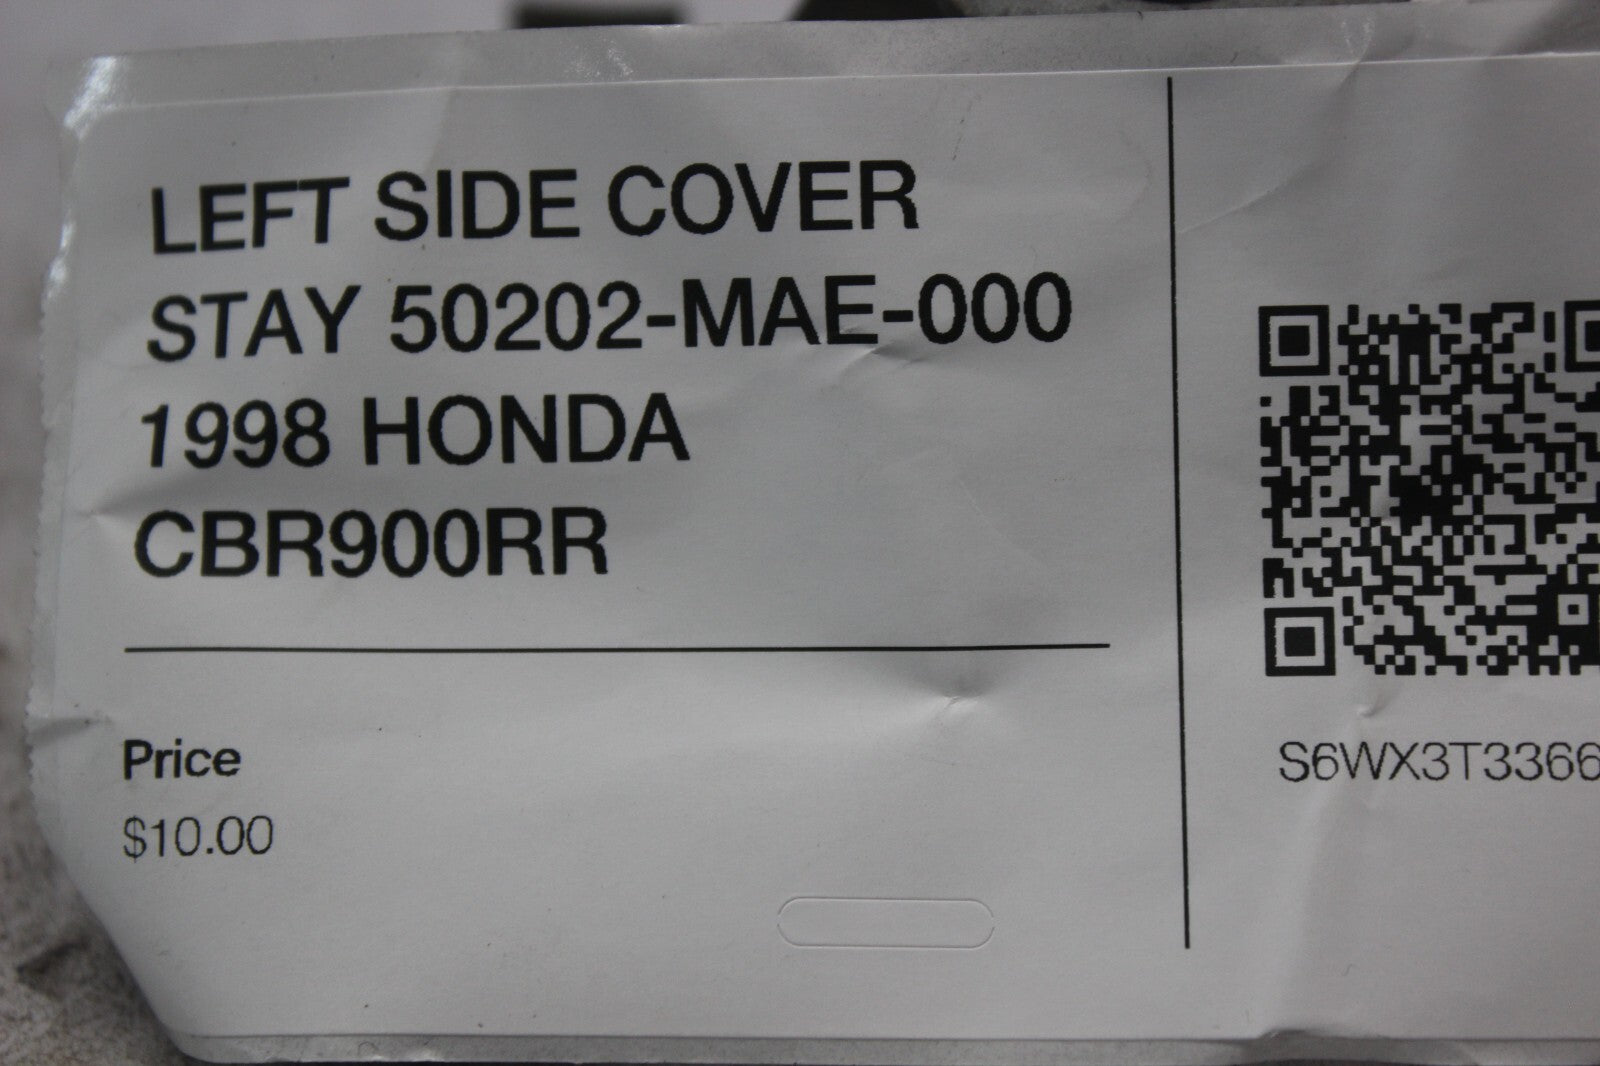 LEFT SIDE COVER
STAY 50202-MAE-000
1998 HONDA
CBR900RR
Price
$10.00
S6WX3T3366